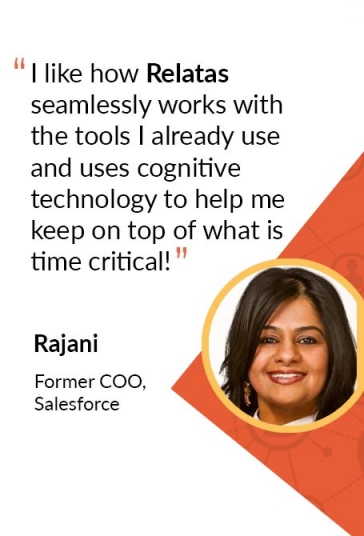 “I like how Relatas
seamlessly works with
the tools I already use
and uses cognitive
technology to help me
keep on top of what is
time critical!”
Rajani
Former COO,
Salesforce